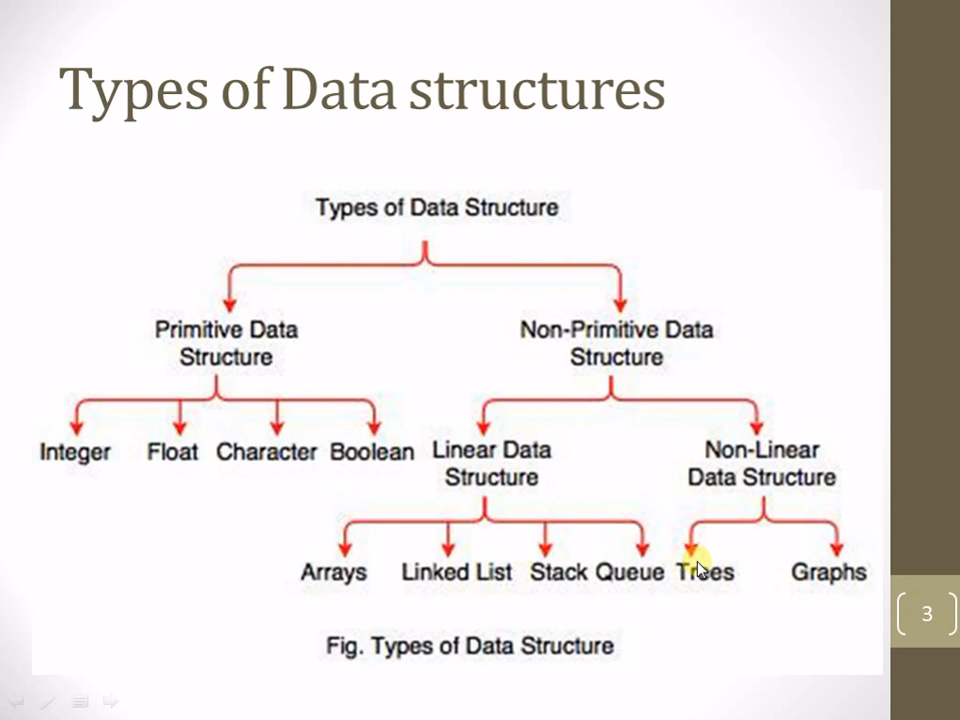 Types of Data structures
Types of Data Structure
Primitive Data
Structure
Non-Primitive Data
Structure
Integer
Float
Character
Boolean
Linear Data
Structure
Non-Linear
Data Structure
Arrays
Linked List
Stack
Queue
Trees
Graphs
Fig. Types of Data Structure
3